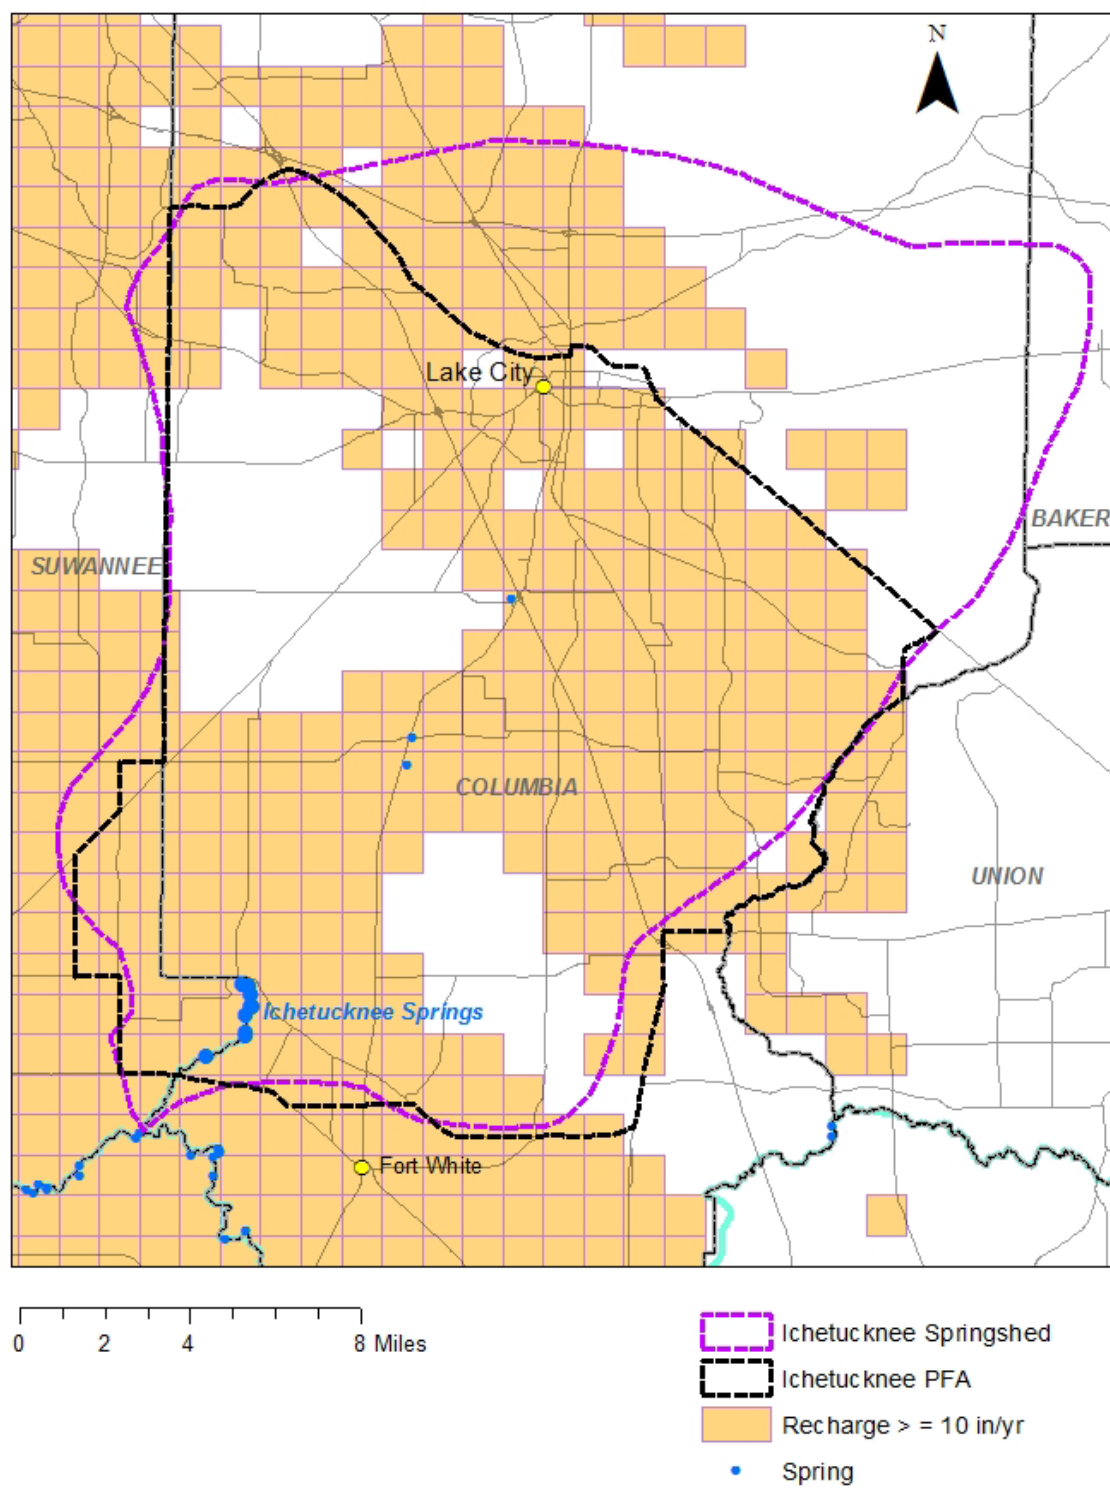 N
Lake City
BAKER
SUWANNEE
COLUMBIA
UNION
Ichetucknee Springs
Fort White
0 2 4 8 Miles
Ichetucknee Springshed
Ichetucknee PFA
Recharge > = 10 in/yr
Spring